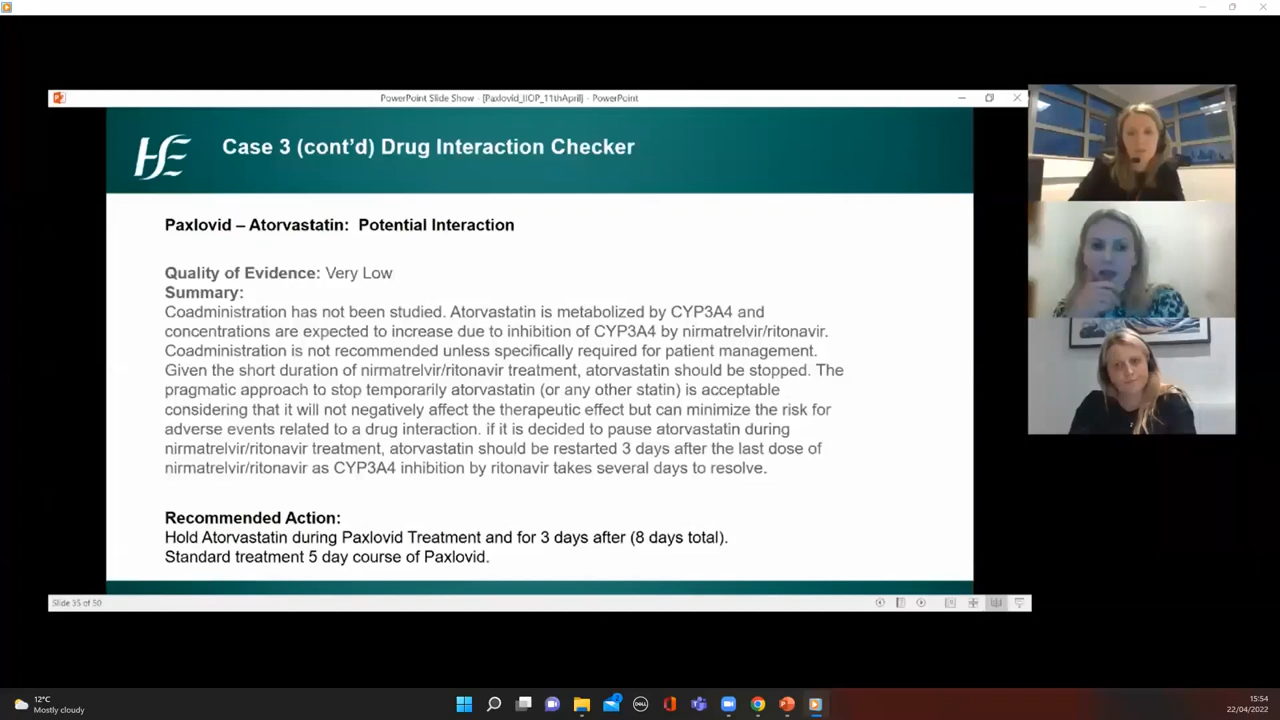 PowerPoint Slide Show - [Paxlovid_IIOP_11thApril] - PowerPoint
HSE
Case 3 (cont'd) Drug Interaction Checker
Paxlovid – Atorvastatin: Potential Interaction
Quality of Evidence: Very Low
Summary:
Coadministration has not been studied. Atorvastatin is metabolized by CYP3A4 and
concentrations are expected to increase due to inhibition of CYP3A4 by nirmatrelvir/ritonavir.
Coadministration is not recommended unless specifically required for patient management.
Given the short duration of nirmatrelvir/ritonavir treatment, atorvastatin should be stopped. The
pragmatic approach to stop temporarily atorvastatin (or any other statin) is acceptable
considering that it will not negatively affect the therapeutic effect but can minimize the risk for
adverse events related to a drug interaction. if it is decided to pause atorvastatin during
nirmatrelvir/ritonavir treatment, atorvastatin should be restarted 3 days after the last dose of
nirmatrelvir/ritonavir as CYP3A4 inhibition by ritonavir takes several days to resolve.
Recommended Action:
Hold Atorvastatin during Paxlovid Treatment and for 3 days after (8 days total).
Standard treatment 5 day course of Paxlovid.
Slide 35 of 50
12°C
Mostly cloudy
DELL
15:54
22/04/2022